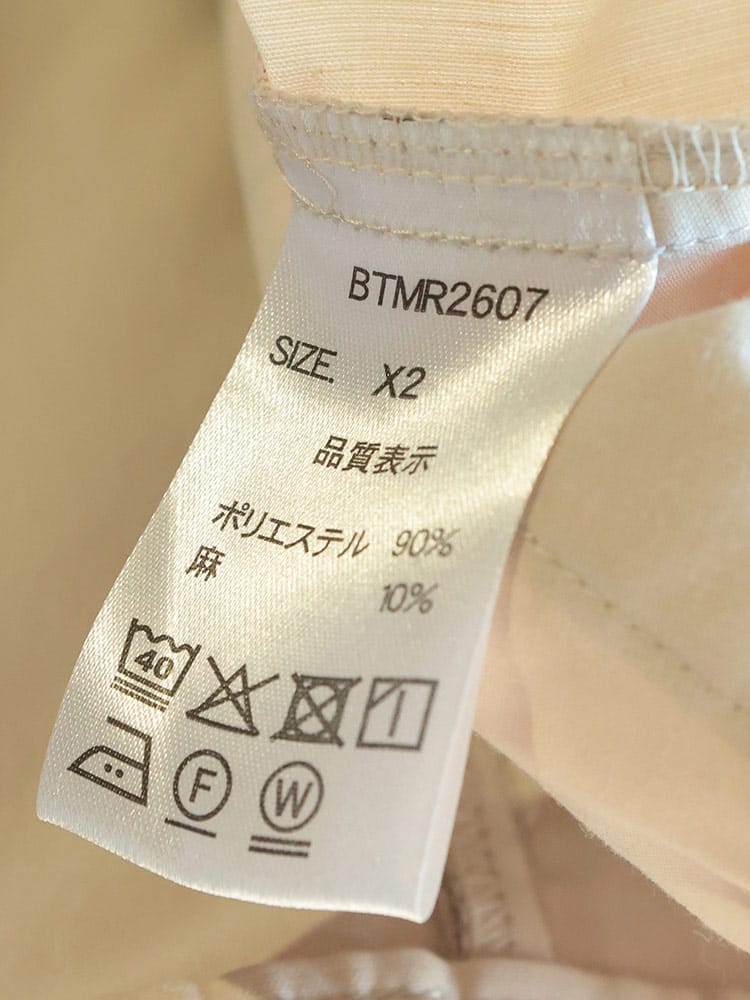 BTMR2607
SIZE. X2
品質表示
ポリエステル 90%
麻 10%
40
F W